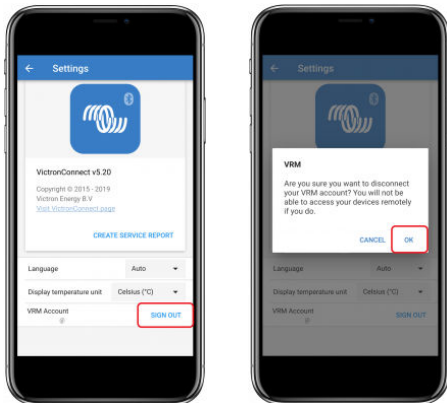 Settings
VictronConnect v5.20
Copyright © 2015 - 2019
Victron Energy B.V
Visit VictronConnect page
CREATE SERVICE REPORT
Language Auto
Display temperature unit Celsius (°C)
VRM Account
SIGN OUT
Settings
VRM
Are you sure you want to disconnect
your VRM account? You will not be
able to access your devices remotely
if you do.
CANCEL OK
Language Auto
Display temperature unit Celsius (°C)
VRM Account
SIGN OUT